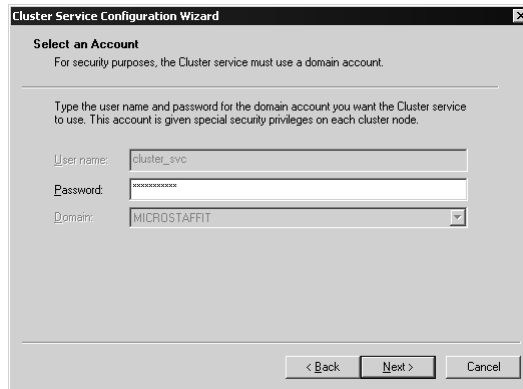 Cluster Service Configuration Wizard
Select an Account
For security purposes, the Cluster service must use a domain account.
Type the user name and password for the domain account you want the Cluster service
to use. This account is given special security privileges on each cluster node.
User name: cluster_svc
Password: ***********
Domain: MICROSTAFFIT
< Back Next > Cancel